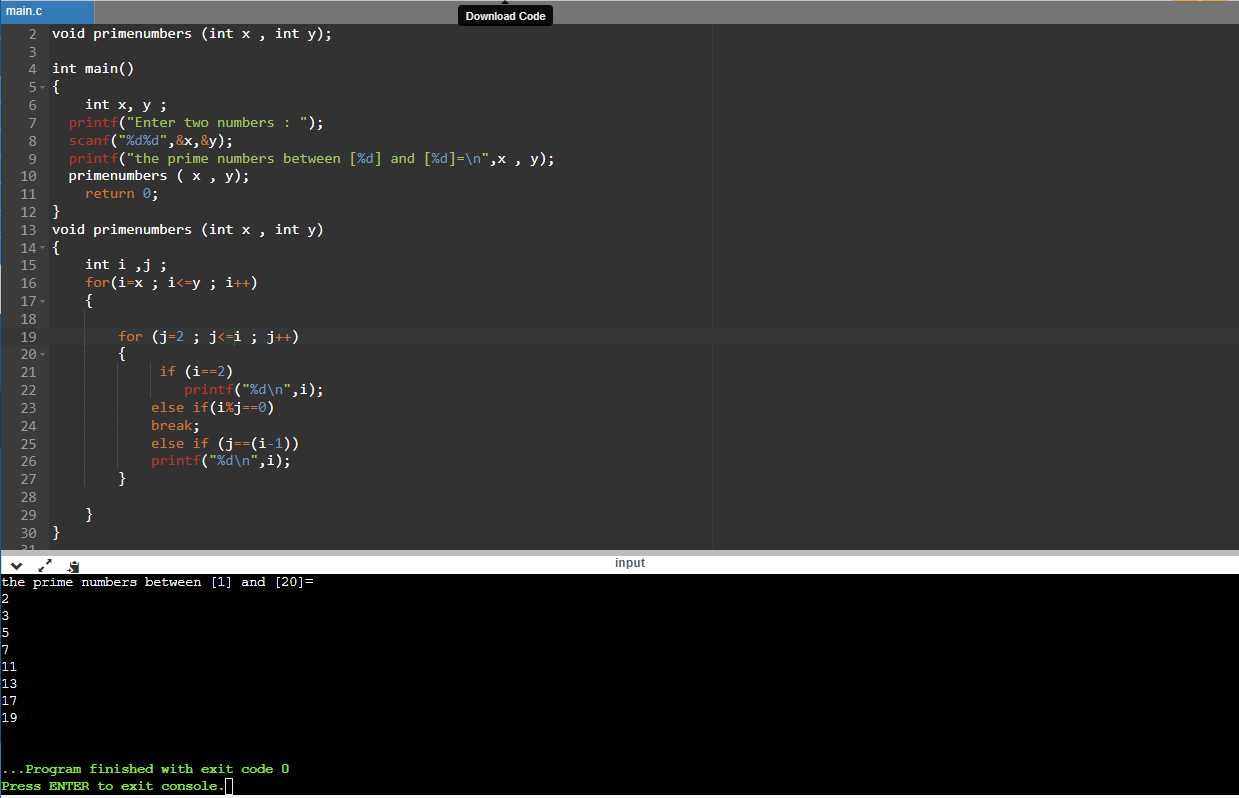 main.c
Download Code
2 void primenumbers (int x , int y);
3
4 int main()
5 {
6     int x, y ;
7   printf("Enter two numbers : ");
8   scanf("%d%d",&x,&y);
9   printf("the prime numbers between [%d] and [%d]=\n",x , y);
10   primenumbers ( x , y);
11     return 0;
12 }
13 void primenumbers (int x , int y)
14 {
15     int i ,j ;
16     for(i=x ; i<=y ; i++)
17     {
18
19         for (j=2 ; j<=i ; j++)
20         {
21              if (i==2)
22                 printf("%d\n",i);
23             else if(i%j==0)
24             break;
25             else if (j==(i-1))
26             printf("%d\n",i);
27         }
28
29     }
30 }
31
input
the prime numbers between [1] and [20]=
2
3
5
7
11
13
17
19
...Program finished with exit code 0
Press ENTER to exit console.